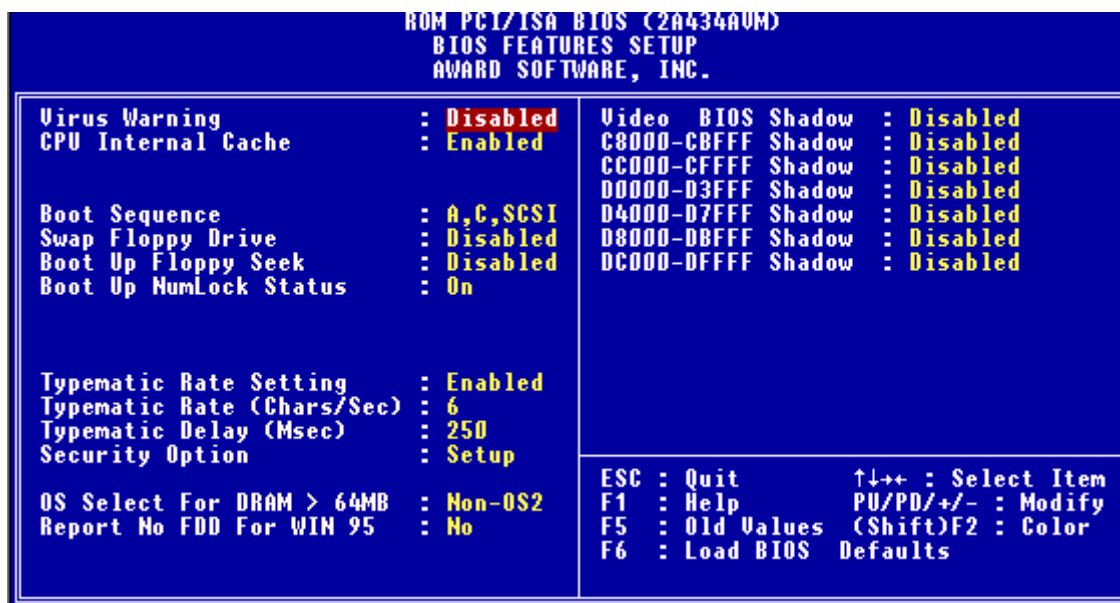 ROM PCI/ISA BIOS (2A434AVM)
BIOS FEATURES SETUP
AWARD SOFTWARE, INC.
Virus Warning : Disabled
CPU Internal Cache : Enabled
Boot Sequence : A,C,SCSI
Swap Floppy Drive : Disabled
Boot Up Floppy Seek : Disabled
Boot Up NumLock Status : On
Typematic Rate Setting : Enabled
Typematic Rate (Chars/Sec) : 6
Typematic Delay (Msec) : 250
Security Option : Setup
OS Select For DRAM > 64MB : Non-OS2
Report No FDD For WIN 95 : No
Video BIOS Shadow : Disabled
C8000-CBFFF Shadow : Disabled
CC000-CFFFF Shadow : Disabled
D0000-D3FFF Shadow : Disabled
D4000-D7FFF Shadow : Disabled
D8000-DBFFF Shadow : Disabled
DC000-DFFFF Shadow : Disabled
ESC : Quit ↑↓→← : Select Item
F1 : Help PU/PD/+/- : Modify
F5 : Old Values (Shift)F2 : Color
F6 : Load BIOS Defaults